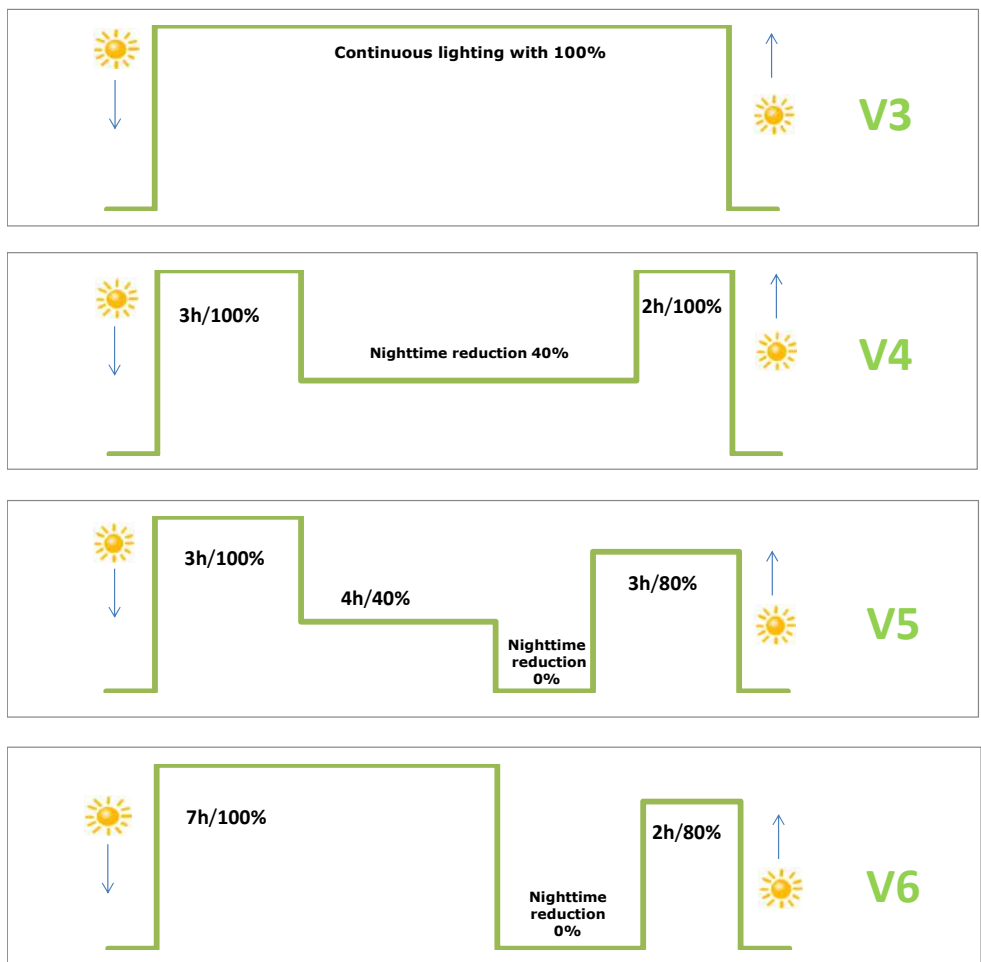 Continuous lighting with 100%
V3
3h/100%
2h/100%
Nighttime reduction 40%
V4
3h/100%
4h/40%
3h/80%
Nighttime
reduction
0%
V5
7h/100%
2h/80%
Nighttime
reduction
0%
V6